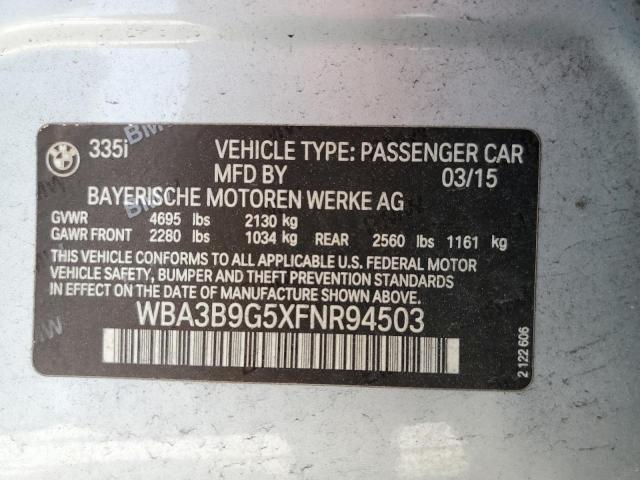 335i VEHICLE TYPE: PASSENGER CAR
MFD BY 03/15
BAYERISCHE MOTOREN WERKE AG
GVWR 4695 lbs 2130 kg
GAWR FRONT 2280 lbs 1034 kg REAR 2560 lbs 1161 kg
THIS VEHICLE CONFORMS TO ALL APPLICABLE U.S. FEDERAL MOTOR
VEHICLE SAFETY, BUMPER AND THEFT PREVENTION STANDARDS
IN EFFECT ON THE DATE OF MANUFACTURE SHOWN ABOVE.
WBA3B9G5XFNR94503
2 122 606